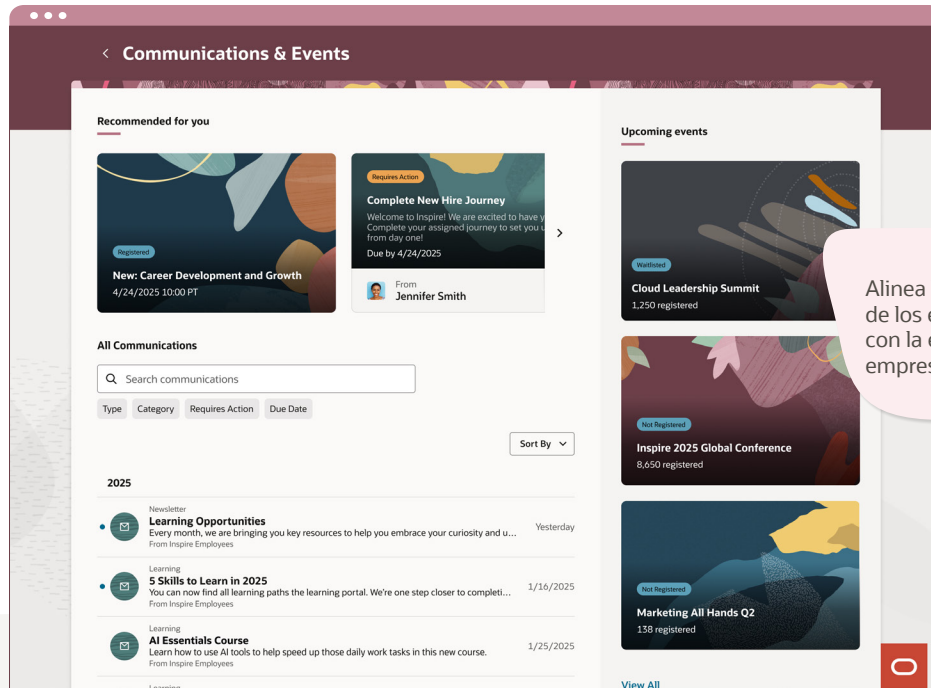 Communications & Events
Recommended for you
Registered
New: Career Development and Growth
4/24/2025 10:00 PT
Requires Action
Complete New Hire Journey
Welcome to Inspire! We are excited to have
Complete your assigned journey to set you
from day one!
Due by 4/24/2025
From
Jennifer Smith
All Communications
Search communications
Type Category Requires Action Due Date
Sort By
2025
Newsletter
Learning Opportunities
Every month, we are bringing you key resources to help you embrace your curiosity and u...
From Inspire Employees
Yesterday
Learning
5 Skills to Learn in 2025
You can now find all learning paths the learning portal. We're one step closer to completi...
From Inspire Employees
1/16/2025
Learning
AI Essentials Course
Learn how to use AI tools to help speed up those daily work tasks in this new course.
From Inspire Employees
1/25/2025
Learning
Upcoming events
Waitlisted
Cloud Leadership Summit
1,250 registered
Not Registered
Inspire 2025 Global Conference
8,650 registered
Not Registered
Marketing All Hands Q2
138 registered
View All
Alinea
de los
con la